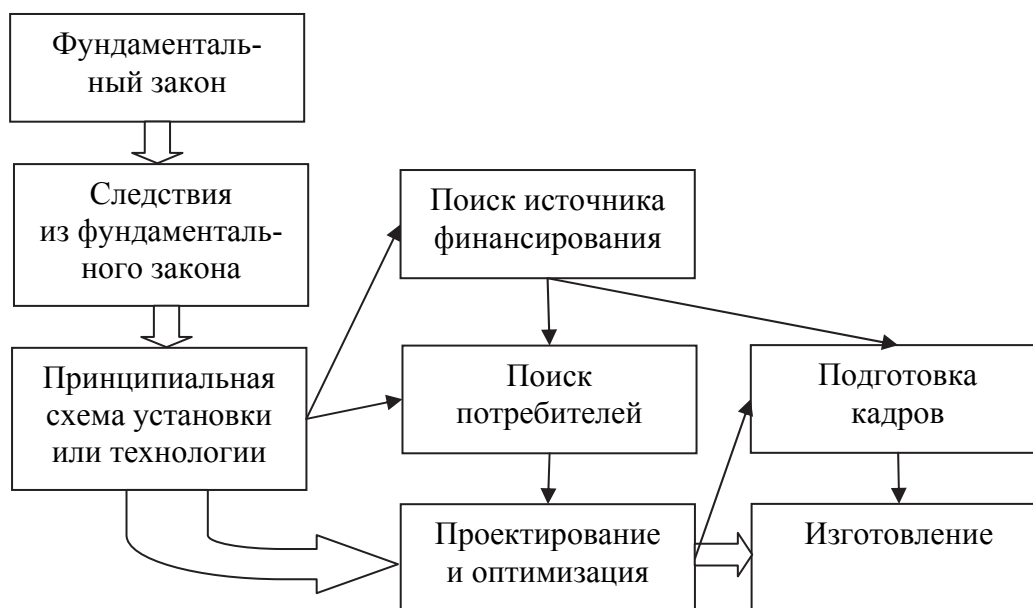 Фундаменталь-
ный закон
Следствия
из фундаменталь-
ного закона
Принципиальная
схема установки
или технологии
Поиск источника
финансирования
Поиск
потребителей
Проектирование
и оптимизация
Подготовка
кадров
Изготовление